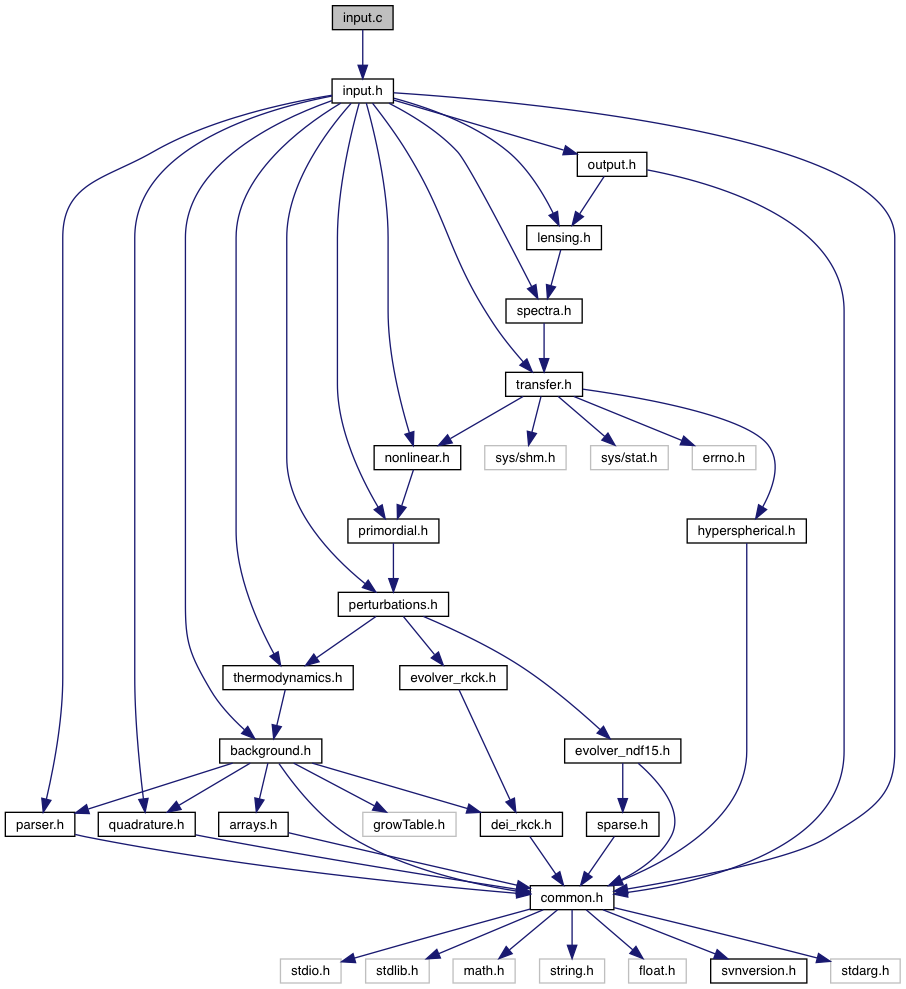 input.c
input.h
output.h
lensing.h
spectra.h
transfer.h
nonlinear.h
sys/shm.h
sys/stat.h
errno.h
primordial.h
hyperspherical.h
perturbations.h
thermodynamics.h
evolver_rkck.h
background.h
evolver_ndf15.h
parser.h
quadrature.h
arrays.h
growTable.h
dei_rkck.h
sparse.h
common.h
stdio.h
stdlib.h
math.h
string.h
float.h
svnversion.h
stdarg.h